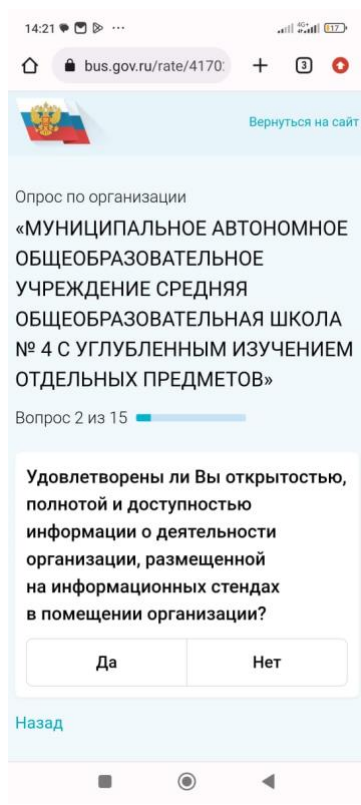 14:21
4G+
17
bus.gov.ru/rate/4170
3
Вернуться на сайт
Опрос по организации
«МУНИЦИПАЛЬНОЕ АВТОНОМНОЕ
ОБЩЕОБРАЗОВАТЕЛЬНОЕ
УЧРЕЖДЕНИЕ СРЕДНЯЯ
ОБЩЕОБРАЗОВАТЕЛЬНАЯ ШКОЛА
№ 4 С УГЛУБЛЕННЫМ ИЗУЧЕНИЕМ
ОТДЕЛЬНЫХ ПРЕДМЕТОВ»
Вопрос 2 из 15
Удовлетворены ли Вы открытостью,
полнотой и доступностью
информации о деятельности
организации, размещенной
на информационных стендах
в помещении организации?
Да
Нет
Назад